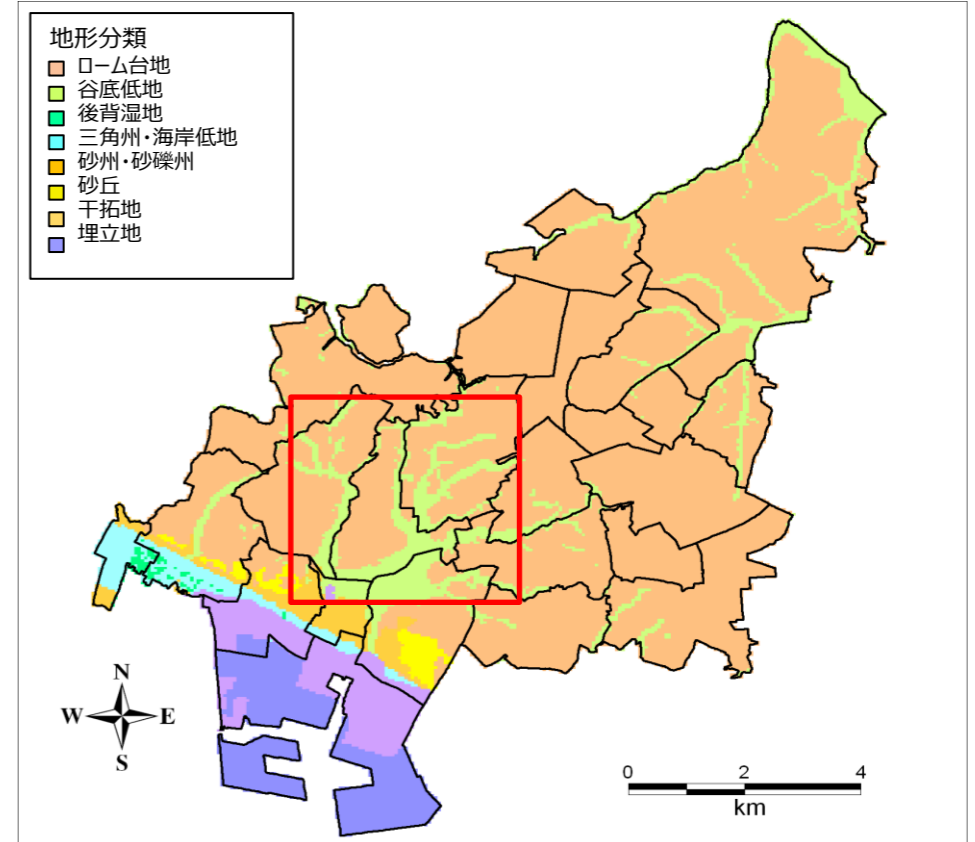 地形分類
ローム台地
谷底低地
後背湿地
三角州・海岸低地
砂州・砂礫州
砂丘
干拓地
埋立地
N
W E
S
0 2 4
km